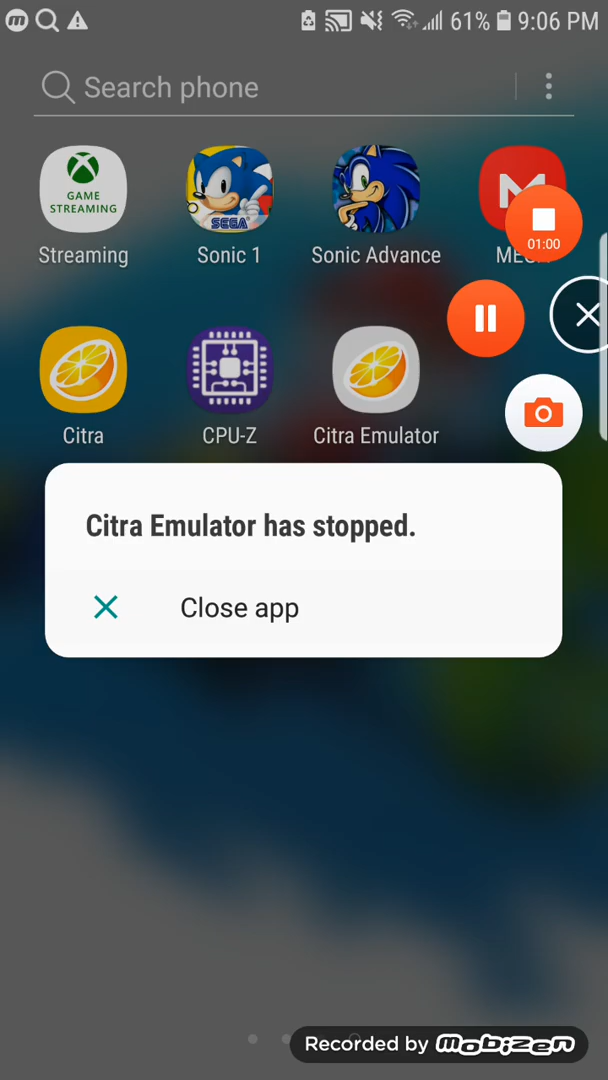 61% 9:06 PM
Search phone
GAME
STREAMING
SEGA
01:00
Streaming
Sonic 1
Sonic Advance
Citra
CPU-Z
Citra Emulator
Citra Emulator has stopped.
Close app
Recorded by mobizen